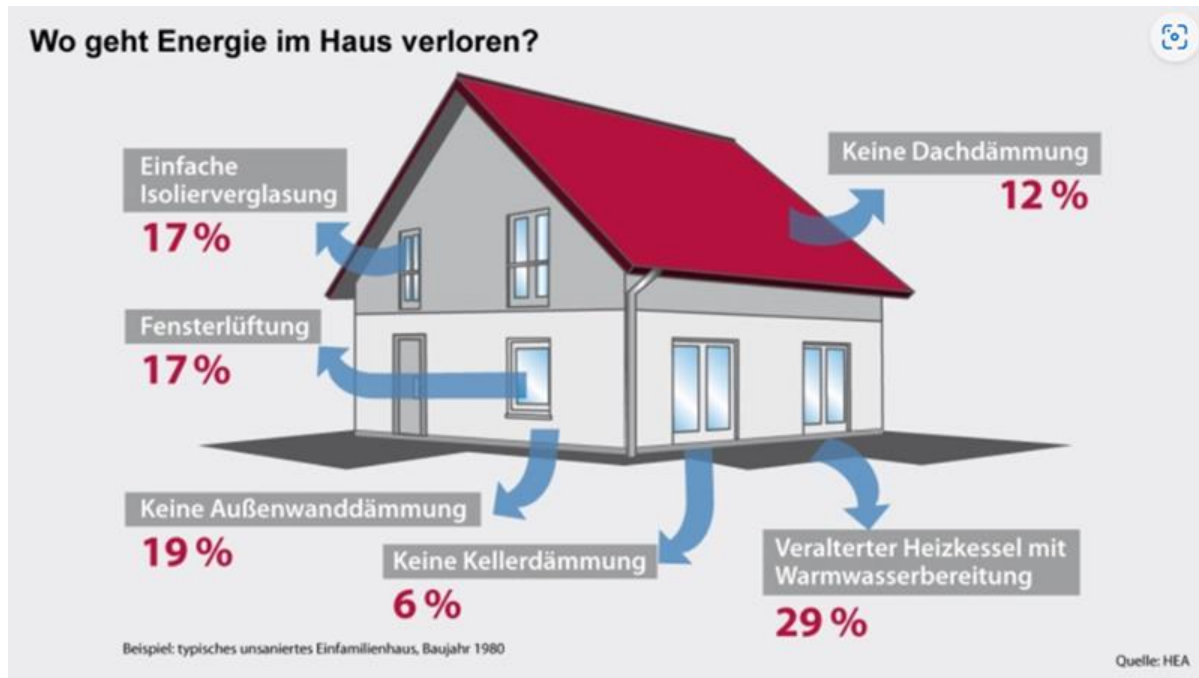 Wo geht Energie im Haus verloren?
Einfache
Isolierverglasung
17 %
Keine Dachdämmung
12 %
Fensterlüftung
17 %
Keine Außenwanddämmung
19 %
Keine Kellerdämmung
6 %
Veralterter Heizkessel mit
Warmwasserbereitung
29 %
Beispiel: typisches unsaniertes Einfamilienhaus, Baujahr 1980
Quelle: HEA